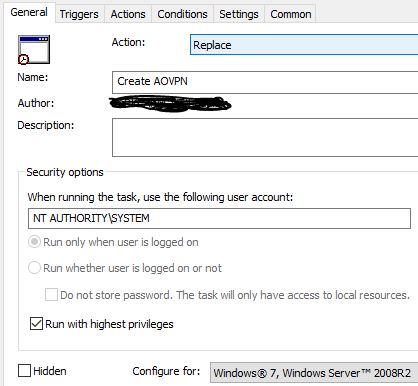 General Triggers Actions Conditions Settings Common
Action: Replace
Name: Create AOVPN
Author:
Description:
Security options
When running the task, use the following user account:
NT AUTHORITY\SYSTEM
Run only when user is logged on
Run whether user is logged on or not
Do not store password. The task will only have access to local resources.
Run with highest privileges
Hidden Configure for: Windows® 7, Windows Server™ 2008R2